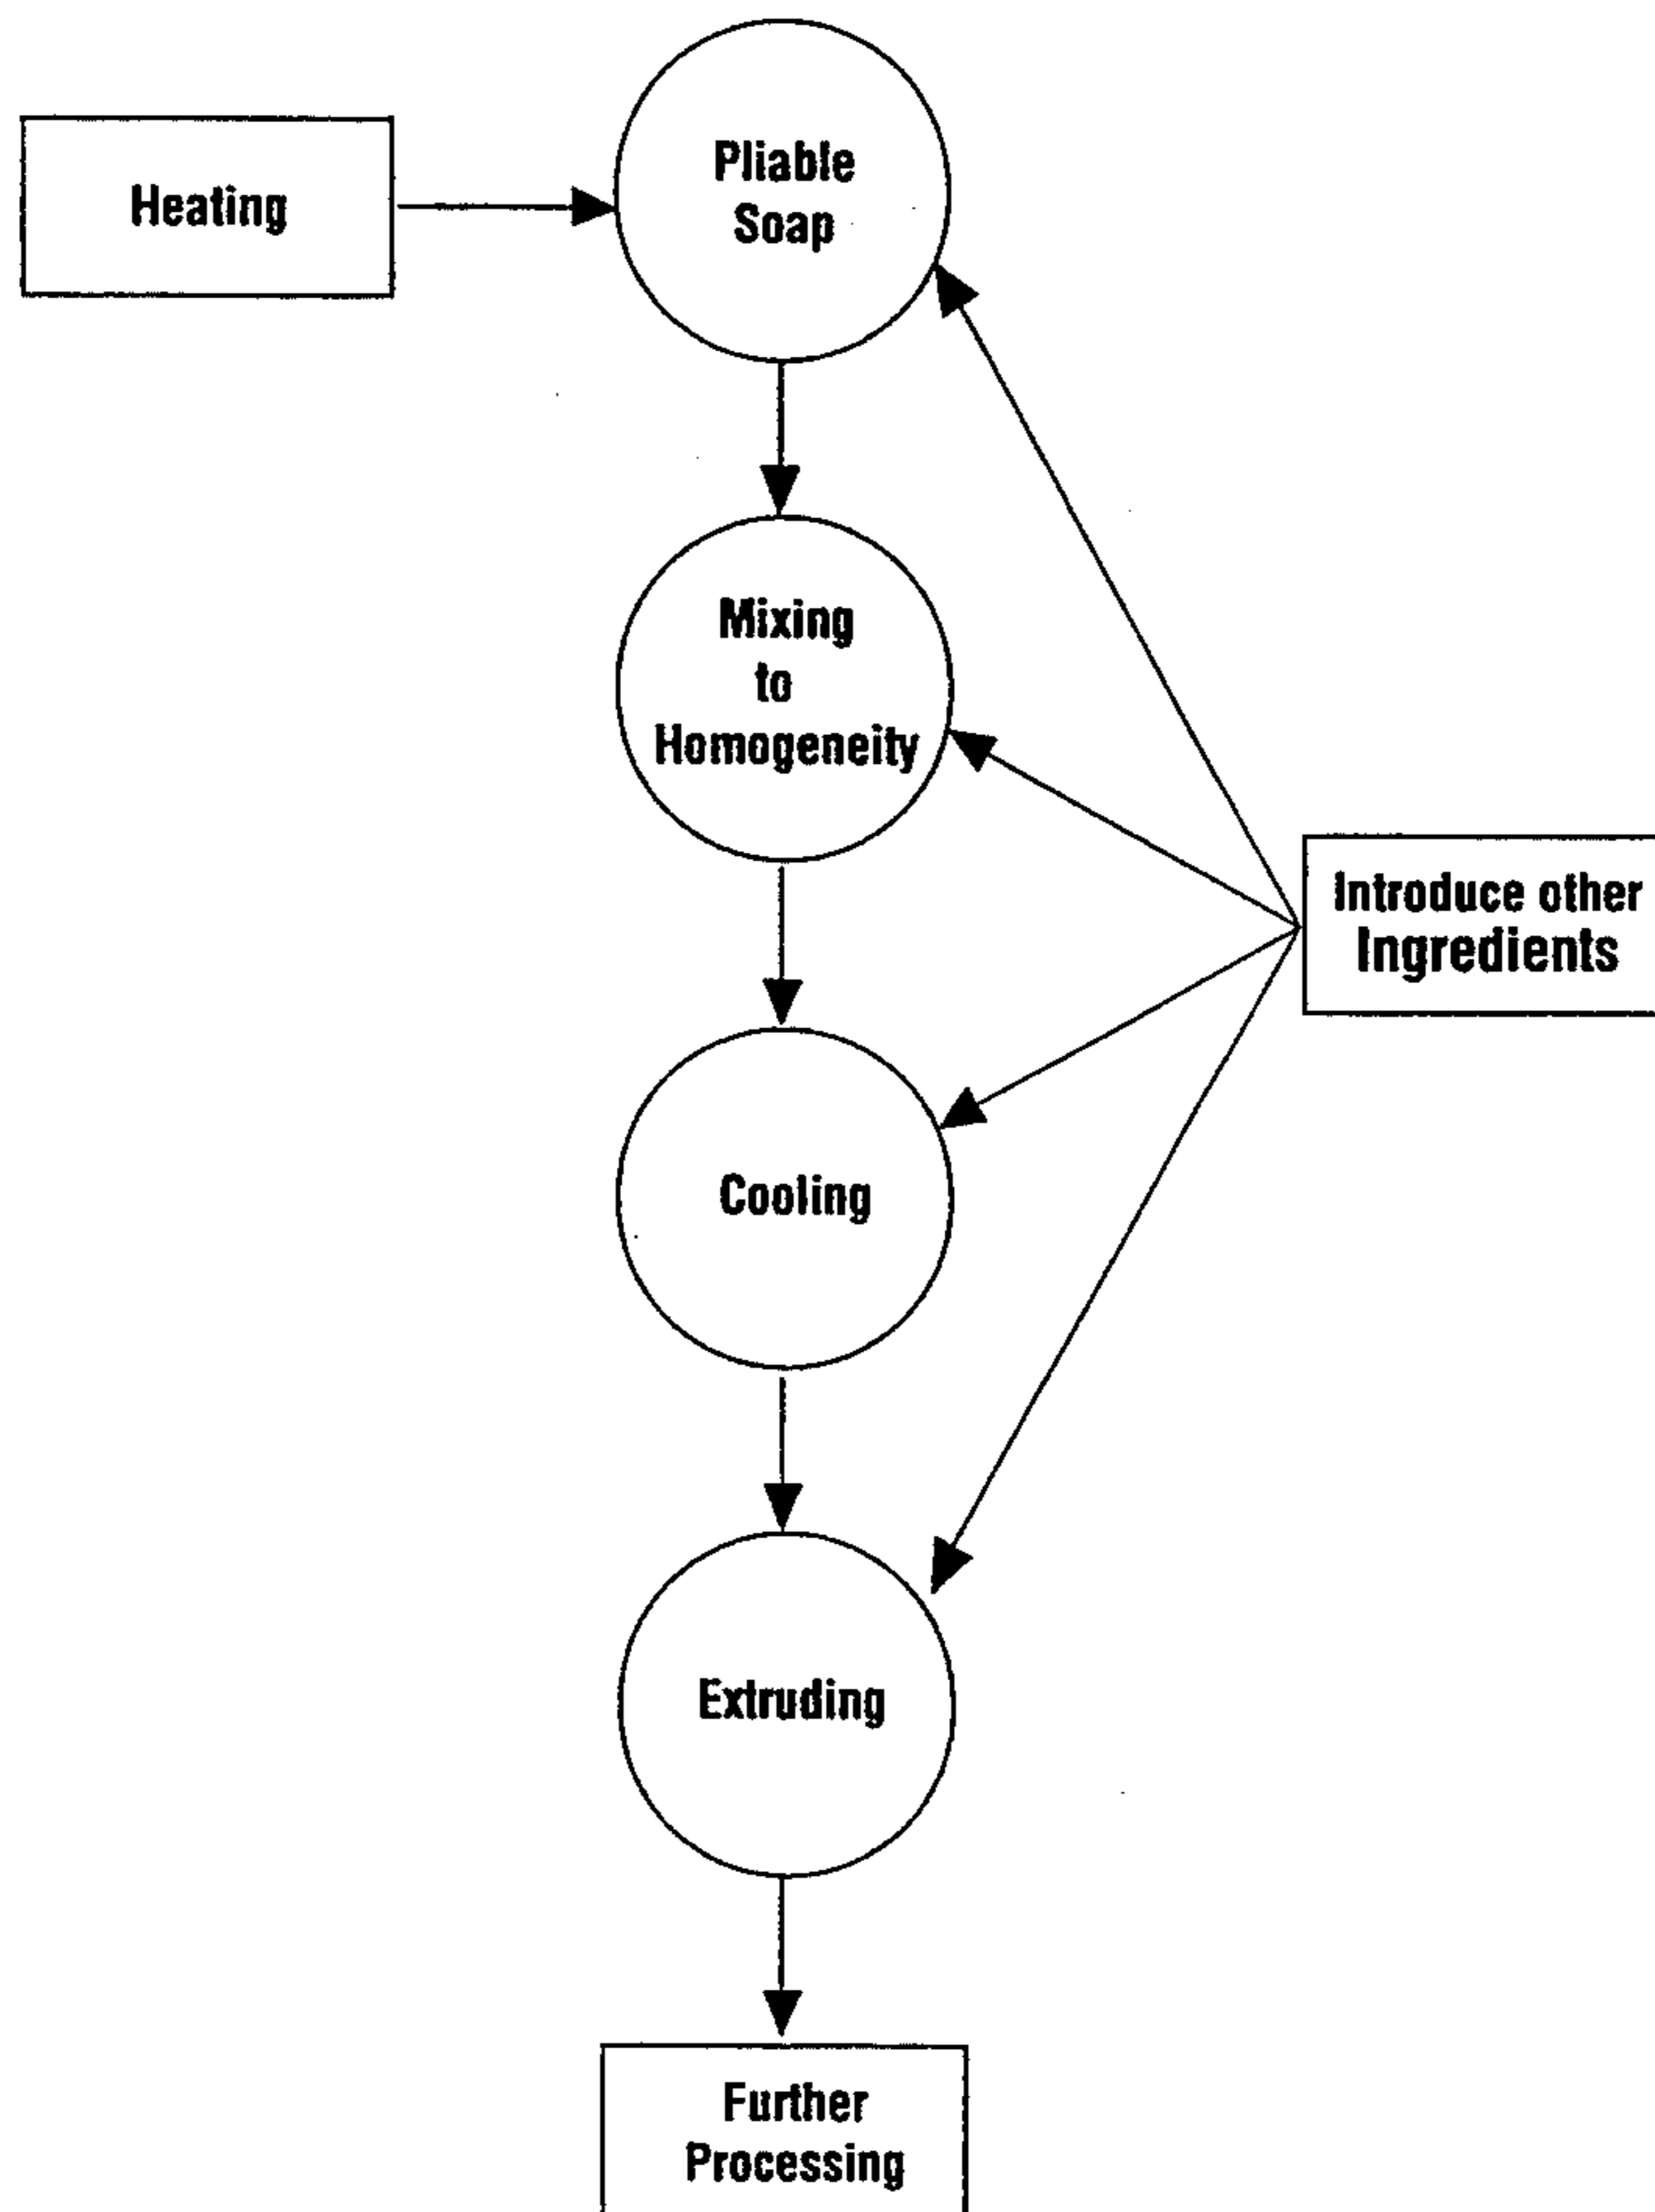 Pliable
Soap
Heating
Mixing
to
Homogeneity
Introduce other
Ingredients
Cooling
Extruding
Further
Processing